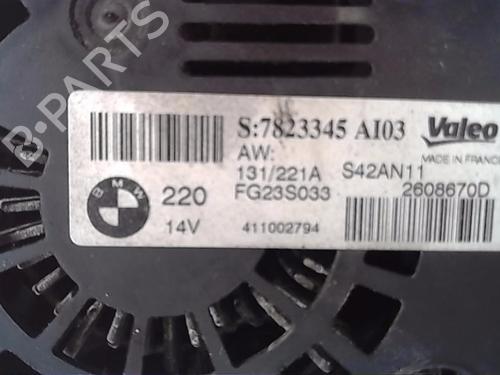 B-PARTS
S:7823345 AI03 Valeo
AW: MADE IN FRANCE
131/221A S42AN11
BMW 220 FG23S033 2608670D
14V 411002794